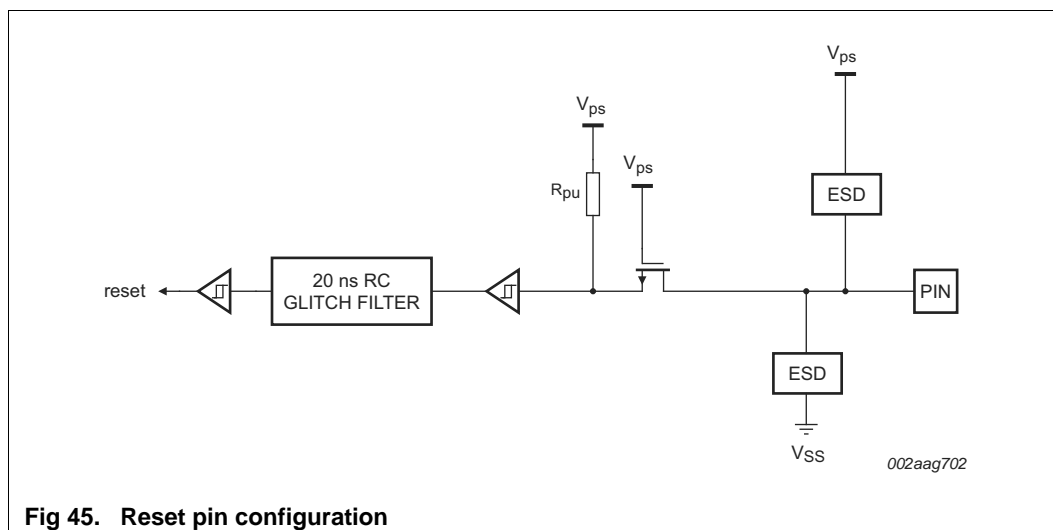 Vps
Vps
Vps
Rpu
ESD
reset
20 ns RC
GLITCH FILTER
PIN
ESD
VSS
002aag702
Fig 45. Reset pin configuration